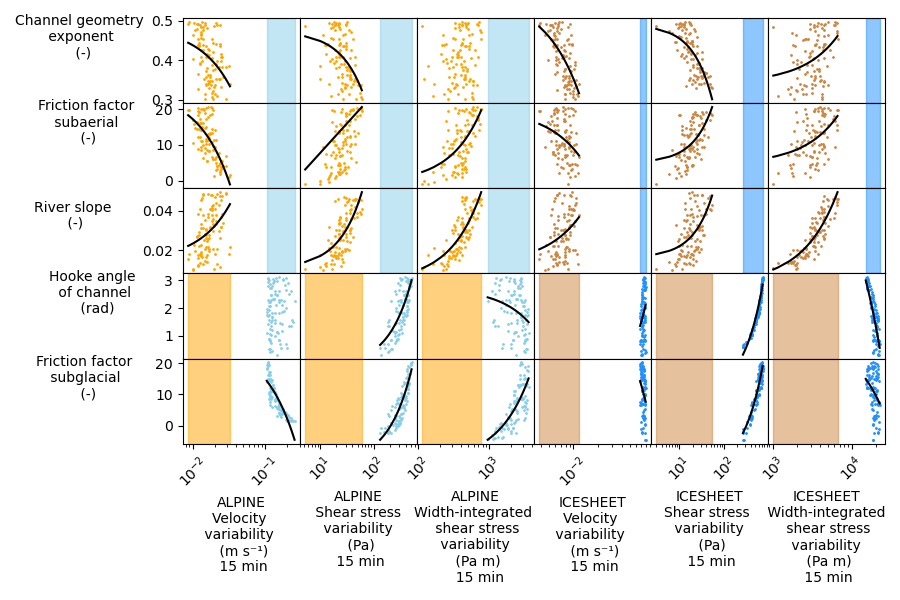 Channel geometry
exponent
(-)
0.5
0.4
0.3
Friction factor
subaerial
(-)
20
10
0
River slope
(-)
0.04
0.02
Hooke angle
of channel
(rad)
3
2
1
Friction factor
subglacial
(-)
20
10
0
10⁻² 10⁻¹ 10¹ 10² 10² 10³ 10⁻² 10¹ 10² 10³ 10⁴
ALPINE
Velocity
variability
(m s⁻¹)
15 min
ALPINE
Shear stress
variability
(Pa)
15 min
ALPINE
Width-integrated
shear stress
variability
(Pa m)
15 min
ICESHEET
Velocity
variability
(m s⁻¹)
15 min
ICESHEET
Shear stress
variability
(Pa)
15 min
ICESHEET
Width-integrated
shear stress
variability
(Pa m)
15 min